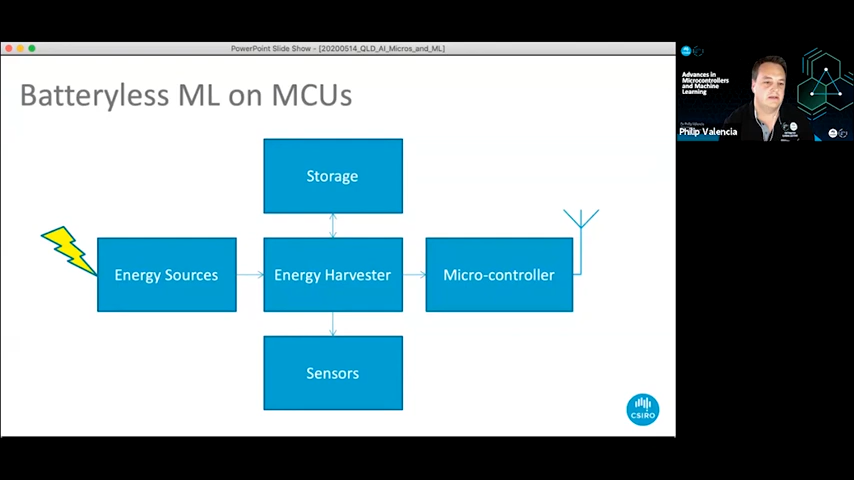 PowerPoint Slide Show - [20200514_QLD_AI_Micros_and_ML]
Batteryless ML on MCUs
Storage
Energy Sources
Energy Harvester
Micro-controller
Sensors
CSIRO
Advances in
Microcontrollers
and Machine
Learning
Philip Valencia